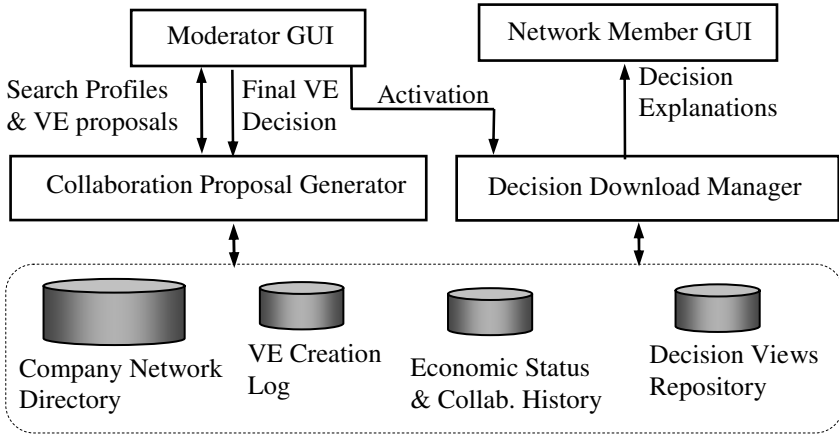 Moderator GUI
Network Member GUI
Search Profiles
& VE proposals
Final VE
Decision
Activation
Decision
Explanations
Collaboration Proposal Generator
Decision Download Manager
Company Network
Directory
VE Creation
Log
Economic Status
& Collab. History
Decision Views
Repository